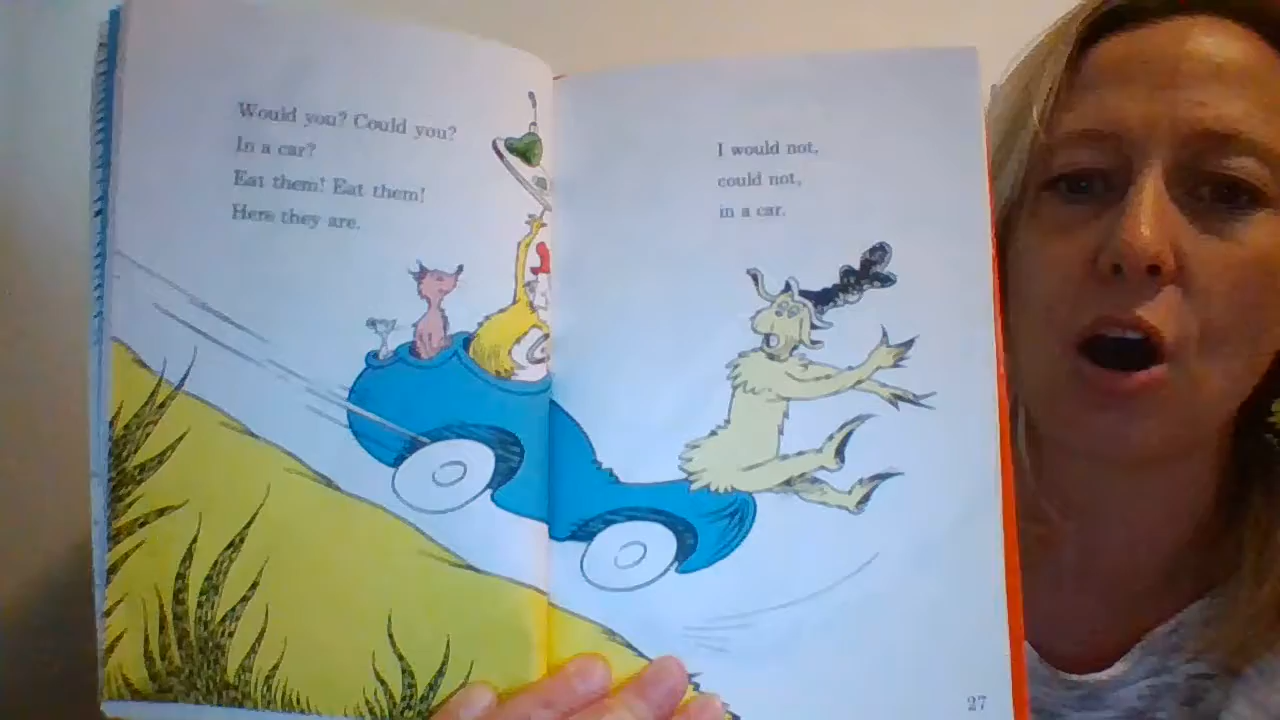 Would you? Could you?
In a car?
Eat them! Eat them!
Here they are.
I would not,
could not,
in a car.
27